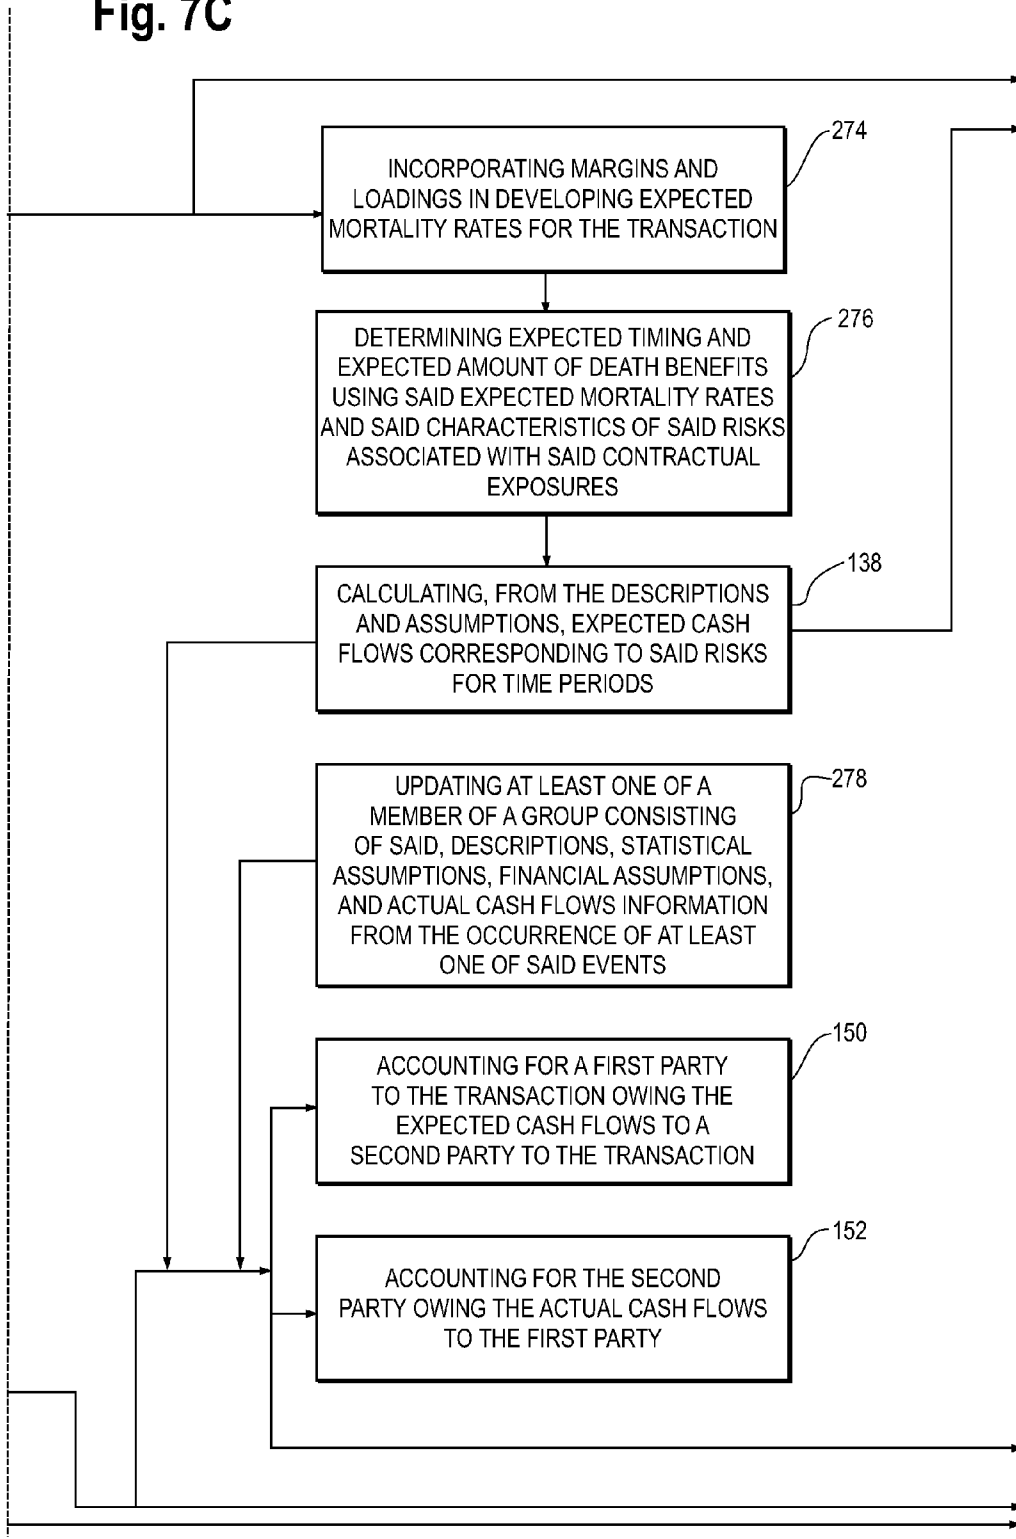 Fig. 7C
274
INCORPORATING MARGINS AND
LOADINGS IN DEVELOPING EXPECTED
MORTALITY RATES FOR THE TRANSACTION
276
DETERMINING EXPECTED TIMING AND
EXPECTED AMOUNT OF DEATH BENEFITS
USING SAID EXPECTED MORTALITY RATES
AND SAID CHARACTERISTICS OF SAID RISKS
ASSOCIATED WITH SAID CONTRACTUAL
EXPOSURES
138
CALCULATING, FROM THE DESCRIPTIONS
AND ASSUMPTIONS, EXPECTED CASH
FLOWS CORRESPONDING TO SAID RISKS
FOR TIME PERIODS
278
UPDATING AT LEAST ONE OF A
MEMBER OF A GROUP CONSISTING
OF SAID, DESCRIPTIONS, STATISTICAL
ASSUMPTIONS, FINANCIAL ASSUMPTIONS,
AND ACTUAL CASH FLOWS INFORMATION
FROM THE OCCURRENCE OF AT LEAST
ONE OF SAID EVENTS
150
ACCOUNTING FOR A FIRST PARTY
TO THE TRANSACTION OWING THE
EXPECTED CASH FLOWS TO A
SECOND PARTY TO THE TRANSACTION
152
ACCOUNTING FOR THE SECOND
PARTY OWING THE ACTUAL CASH FLOWS
TO THE FIRST PARTY